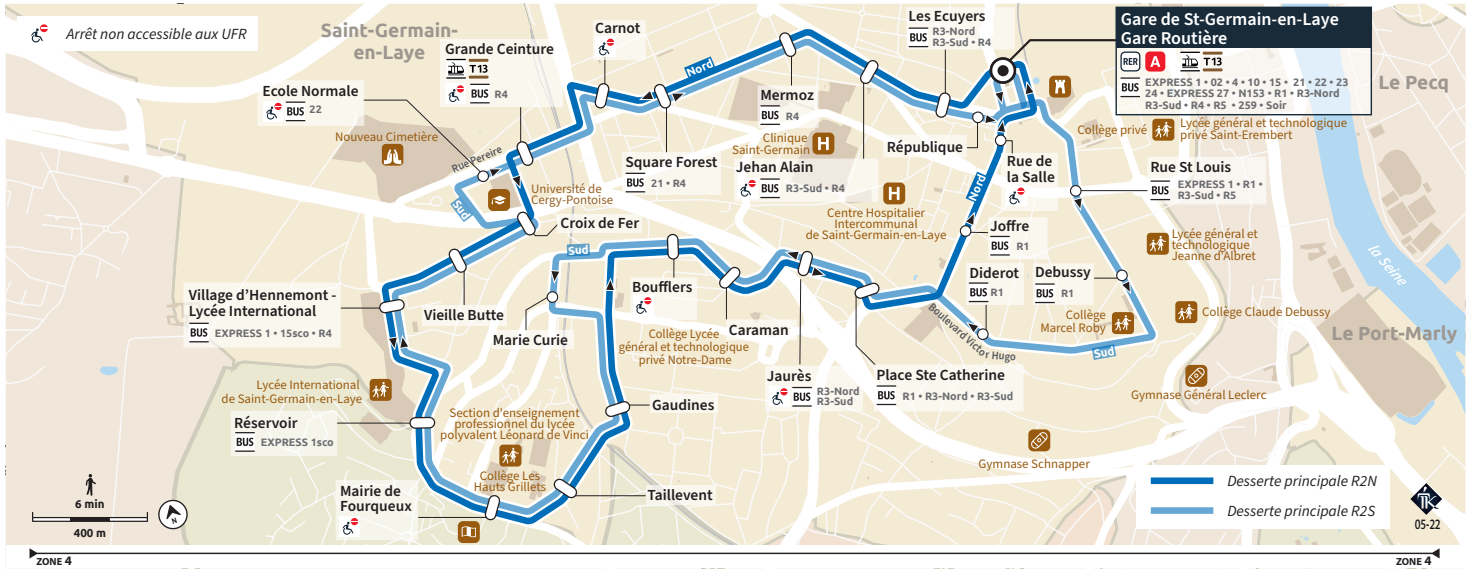 Arrêt non accessible aux UFR
Saint-Germain-
en-Laye
Grande Ceinture
T13
BUS R4
Carnot
Les Ecuyers
BUS R3-Nord
R3-Sud • R4
Gare de St-Germain-en-Laye
Gare Routière
RER A T13
BUS EXPRESS 1 • 02 • 4 • 10 • 15 • 21 • 22 • 23
24 • EXPRESS 27 • N153 • R1 • R3-Nord
R3-Sud • R4 • R5 • 259 • Soir
Le Pecq
Ecole Normale
BUS 22
Nouveau Cimetière
Rue Pereire
Nord
Mermoz
BUS R4
Clinique
Saint-Germain
H
Square Forest
BUS 21 • R4
Jehan Alain
BUS R3-Sud • R4
République
Rue de
la Salle
Collège privé
Lycée général et technologique
privé Saint-Erembert
Rue St Louis
BUS EXPRESS 1 • R1 •
R3-Sud • R5
Université de
Cergy-Pontoise
Sud
Croix de Fer
H
Centre Hospitalier
Intercommunal
de Saint-Germain-en-Laye
Nord
Joffre
BUS R1
Lycée général et
technologique
Jeanne d'Albret
la Seine
Sud
Village d'Hennemont -
Lycée International
BUS EXPRESS 1 • 15sco • R4
Vieille Butte
Marie Curie
Boufflers
Caraman
Collège Lycée
général et technologique
privé Notre-Dame
Diderot
BUS R1
Debussy
BUS R1
Boulevard Victor Hugo
Collège
Marcel Roby
Collège Claude Debussy
Sud
Le Port-Marly
Jaurès
BUS R3-Nord
R3-Sud
Place Ste Catherine
BUS R1 • R3-Nord • R3-Sud
Gymnase Général Leclerc
Lycée International
de Saint-Germain-en-Laye
Réservoir
BUS EXPRESS 1sco
Section d'enseignement
professionnel du lycée
polyvalent Léonard de Vinci
Gaudines
Collège Les
Hauts Grillets
Gymnase Schnapper
Mairie de
Fourqueux
Taillevent
6 min
400 m
N
Desserte principale R2N
Desserte principale R2S
05-22
ZONE 4
ZONE 4